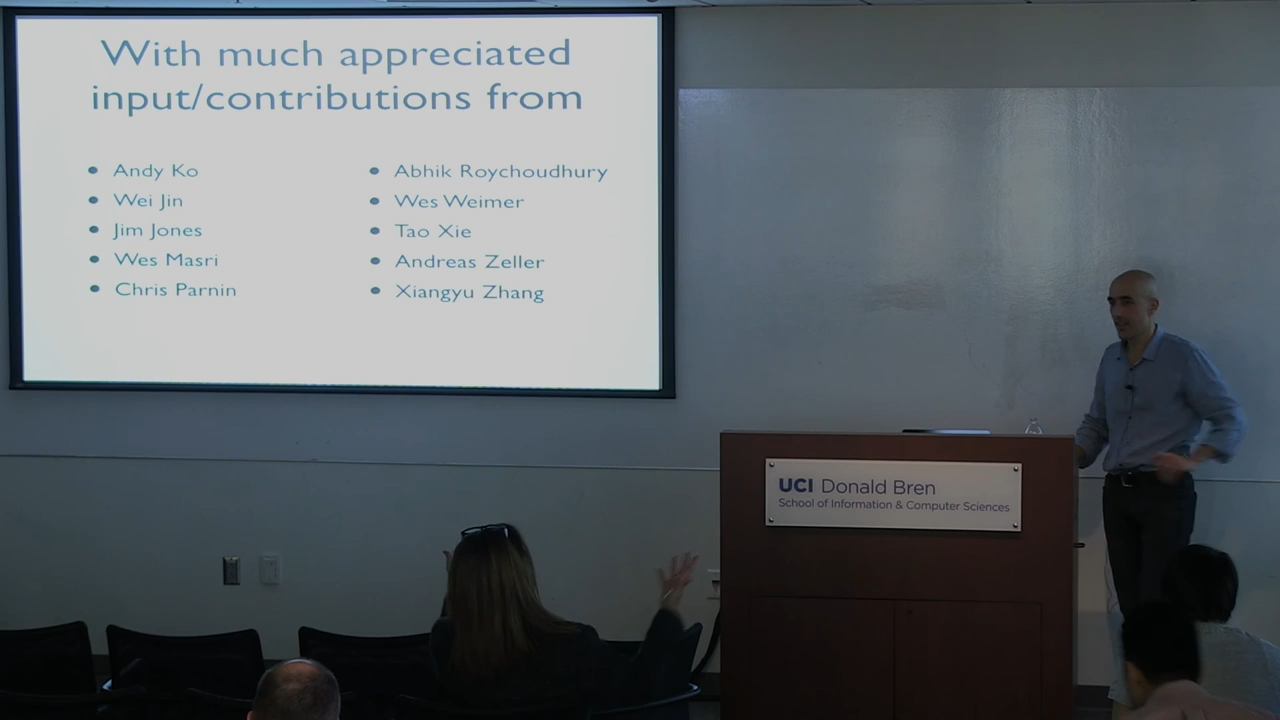 With much appreciated
input/contributions from
• Andy Ko
• Wei Jin
• Jim Jones
• Wes Masri
• Chris Parnin
• Abhik Roychoudhury
• Wes Weimer
• Tao Xie
• Andreas Zeller
• Xiangyu Zhang
UCI Donald Bren
School of Information & Computer Sciences